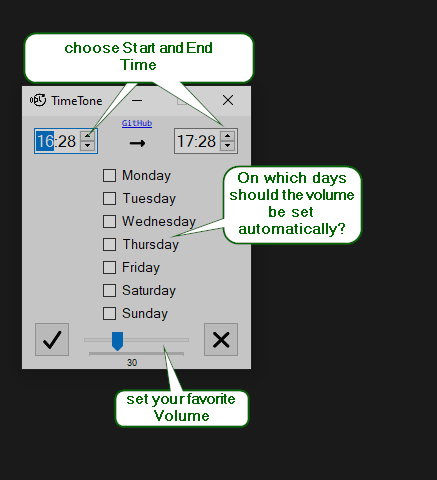 choose Start and End
Time
TimeTone
GitHub
16:28
17:28
Monday
Tuesday
Wednesday
Thursday
Friday
Saturday
Sunday
On which days
should the volume
be set
automatically?
30
set your favorite
Volume